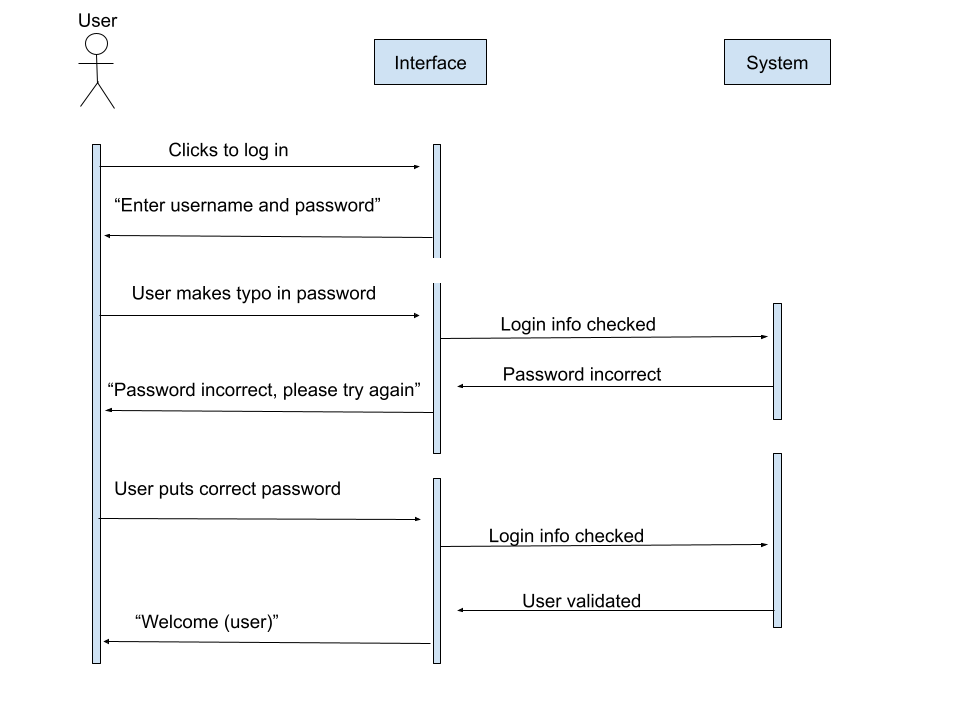 User
Interface
System
Clicks to log in
“Enter username and password”
User makes typo in password
Login info checked
Password incorrect
“Password incorrect, please try again”
User puts correct password
Login info checked
User validated
“Welcome (user)”